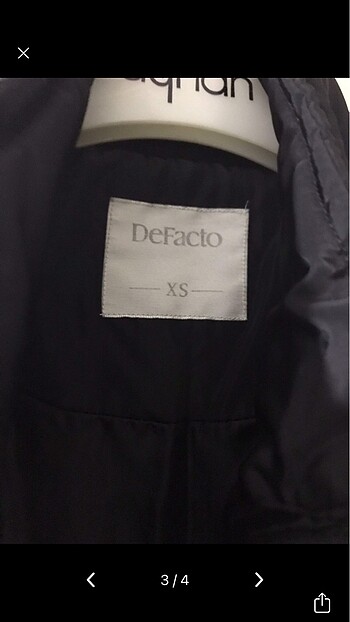 DeFacto
XS
3/4